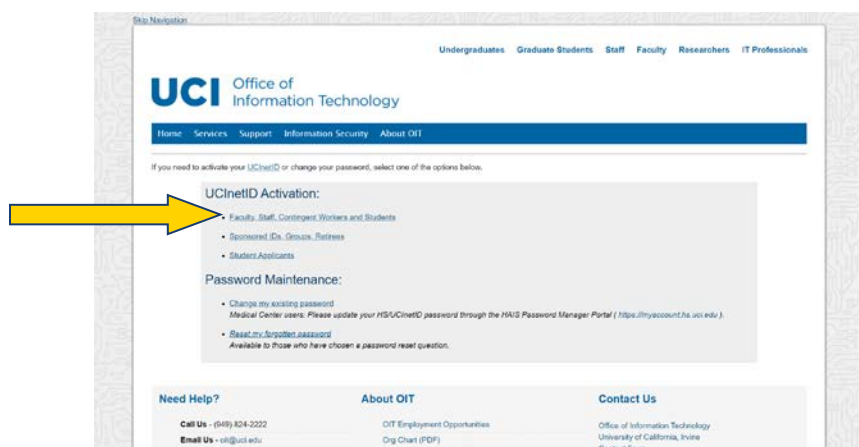 Skip Navigation
Undergraduates Graduate Students Staff Faculty Researchers IT Professionals
UCI Office of
Information Technology
Home Services Support Information Security About OIT
If you need to activate your UCInetID or change your password, select one of the options below.
UCInetID Activation:
• Faculty, Staff, Contingent Workers and Students
• Sponsored IDs, Groups, Retirees
• Student Applicants
Password Maintenance:
• Change my existing password
Medical Center users: Please update your HS/UCInetID password through the HAIS Password Manager Portal ( https://myaccount.hs.uci.edu ).
• Reset my forgotten password
Available to those who have chosen a password reset question.
Need Help? About OIT Contact Us
Call Us - (949) 824-2222 OIT Employment Opportunities Office of Information Technology
Email Us - oit@uci.edu Org Chart (PDF) University of California, Irvine